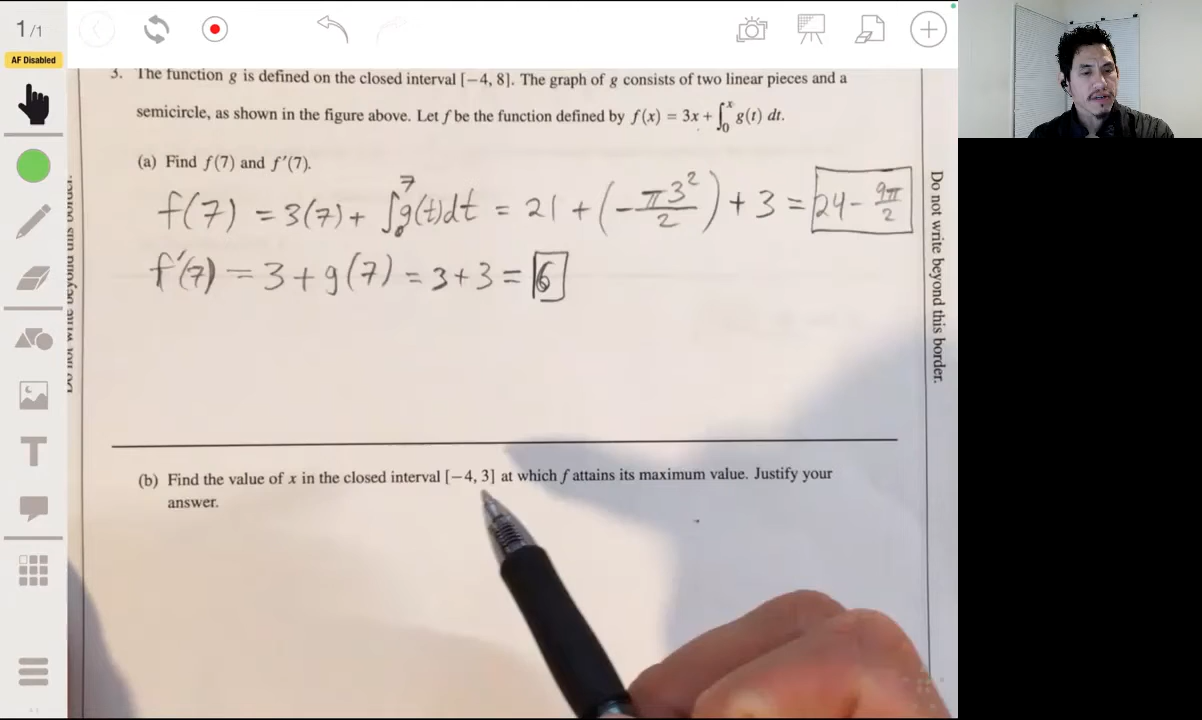 1/1
AF Disabled
3. The function g is defined on the closed interval [−4, 8]. The graph of g consists of two linear pieces and a
semicircle, as shown in the figure above. Let f be the function defined by f(x) = 3x + ∫₀ˣ g(t) dt.
(a) Find f(7) and f′(7).
f(7) = 3(7) + ∫₀⁷ g(t)dt = 21 + (−π3²/2) + 3 = 24 − 9π/2
f′(7) = 3 + g(7) = 3 + 3 = 6
(b) Find the value of x in the closed interval [−4, 3] at which f attains its maximum value. Justify your
answer.
Do not write beyond this border.
T